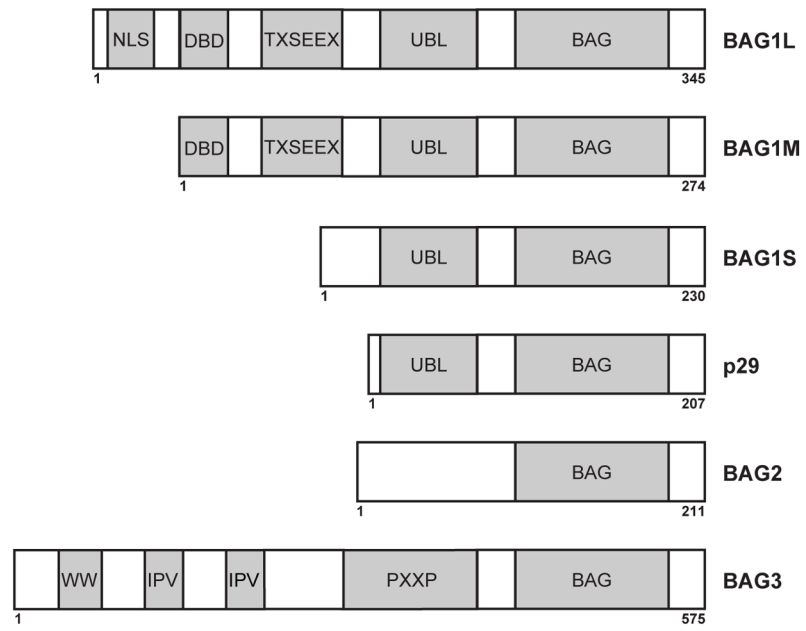 NLS DBD TXSEEX UBL BAG BAG1L
1 345
DBD TXSEEX UBL BAG BAG1M
1 274
UBL BAG BAG1S
1 230
UBL BAG p29
1 207
BAG BAG2
1 211
WW IPV IPV PXXP BAG BAG3
1 575